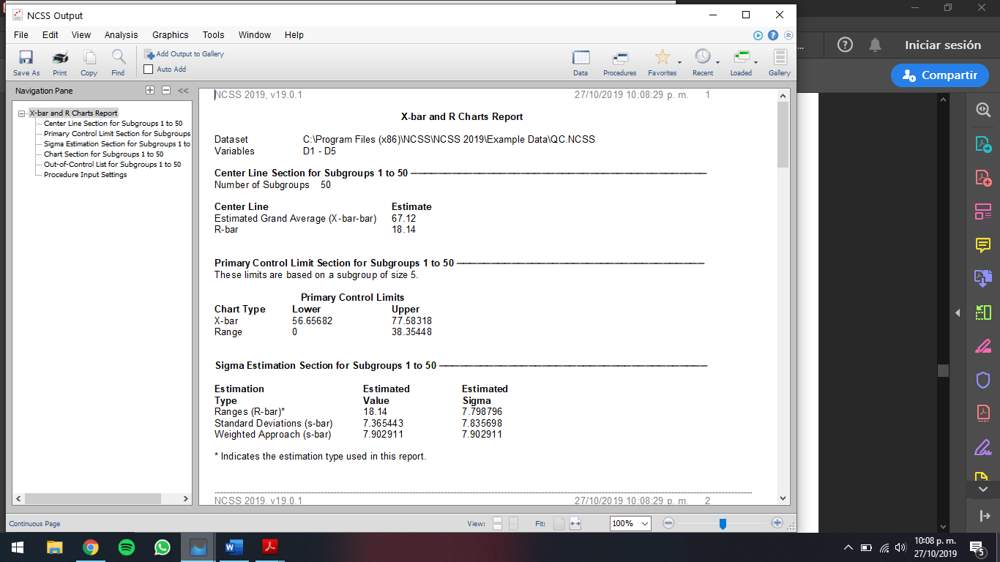 NCSS Output
File Edit View Analysis Graphics Tools Window Help
Iniciar sesión
Compartir
Save As Print Copy Find
Add Output to Gallery
Auto Add
Data Procedures Favorites Recent Loaded Gallery
Navigation Pane
X-bar and R Charts Report
Center Line Section for Subgroups 1 to 50
Primary Control Limit Section for Subgroups
Sigma Estimation Section for Subgroups 1 to
Chart Section for Subgroups 1 to 50
Out-of-Control List for Subgroups 1 to 50
Procedure Input Settings
NCSS 2019, v19.0.1 27/10/2019 10:08:29 p. m. 1
X-bar and R Charts Report
Dataset C:\Program Files (x86)\NCSS\NCSS 2019\Example Data\QC.NCSS
Variables D1 - D5
Center Line Section for Subgroups 1 to 50
Number of Subgroups 50
Center Line Estimate
Estimated Grand Average (X-bar-bar) 67.12
R-bar 18.14
Primary Control Limit Section for Subgroups 1 to 50
These limits are based on a subgroup of size 5.
Primary Control Limits
Chart Type Lower Upper
X-bar 56.65682 77.58318
Range 0 38.35448
Sigma Estimation Section for Subgroups 1 to 50
Estimation Estimated Estimated
Type Value Sigma
Ranges (R-bar)* 18.14 7.798796
Standard Deviations (s-bar) 7.365443 7.835698
Weighted Approach (s-bar) 7.902911 7.902911
* Indicates the estimation type used in this report.
NCSS 2019, v19.0.1 27/10/2019 10:08:29 p. m. 2
Continuous Page View: Fit: 100%
10:08 p. m.
27/10/2019
5